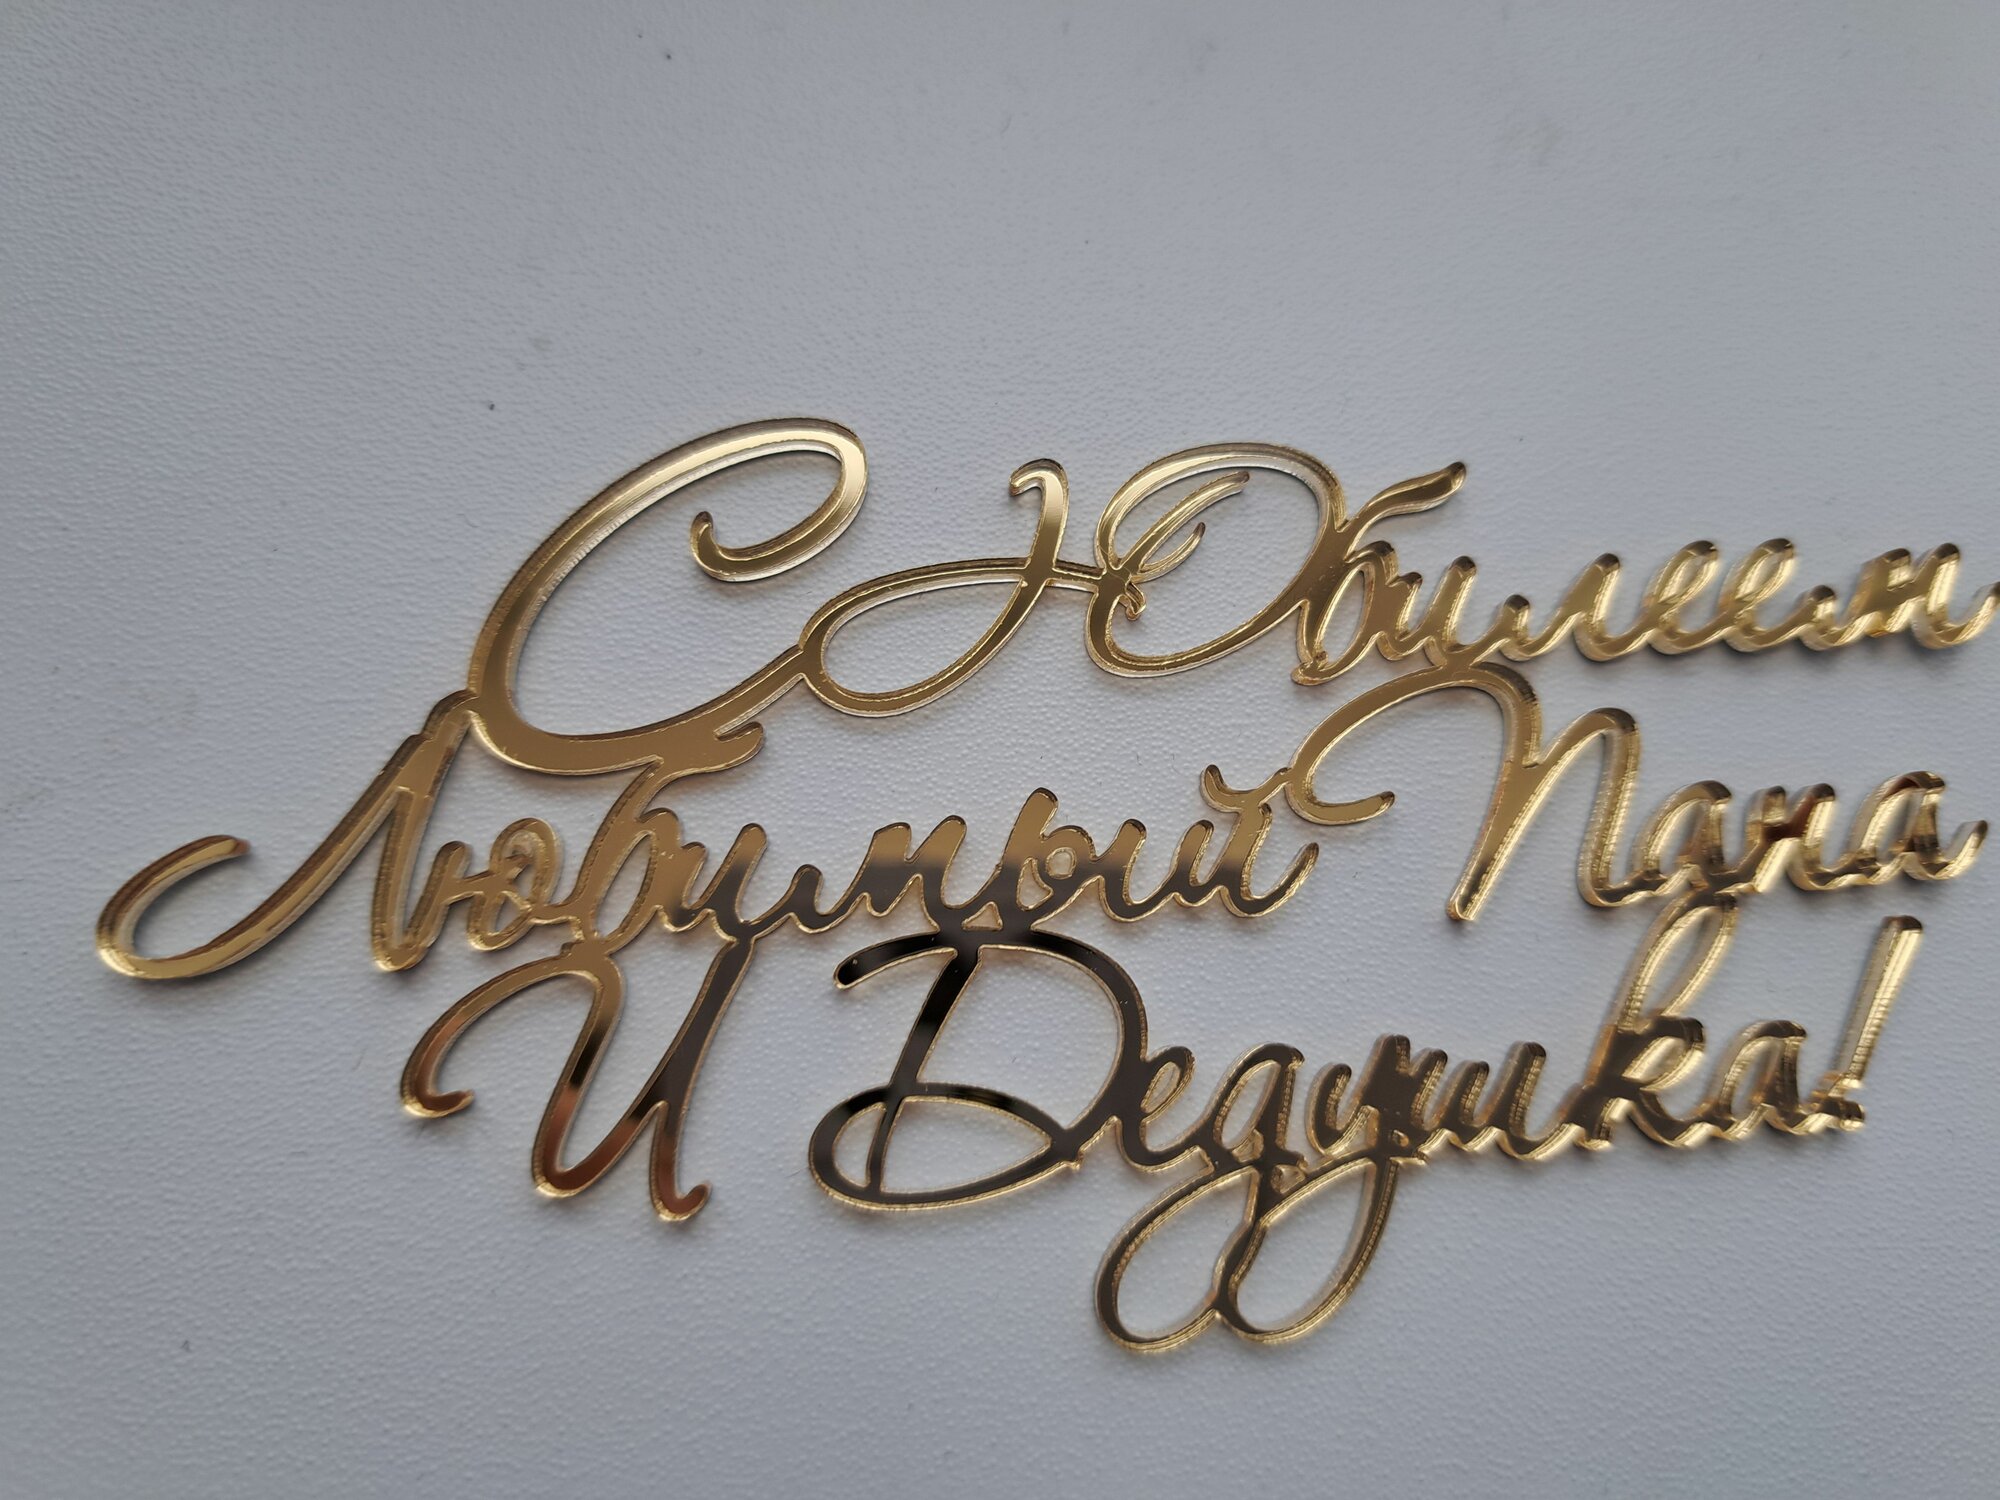 С Юбилеем
Любимый Папа
И Дедушка!